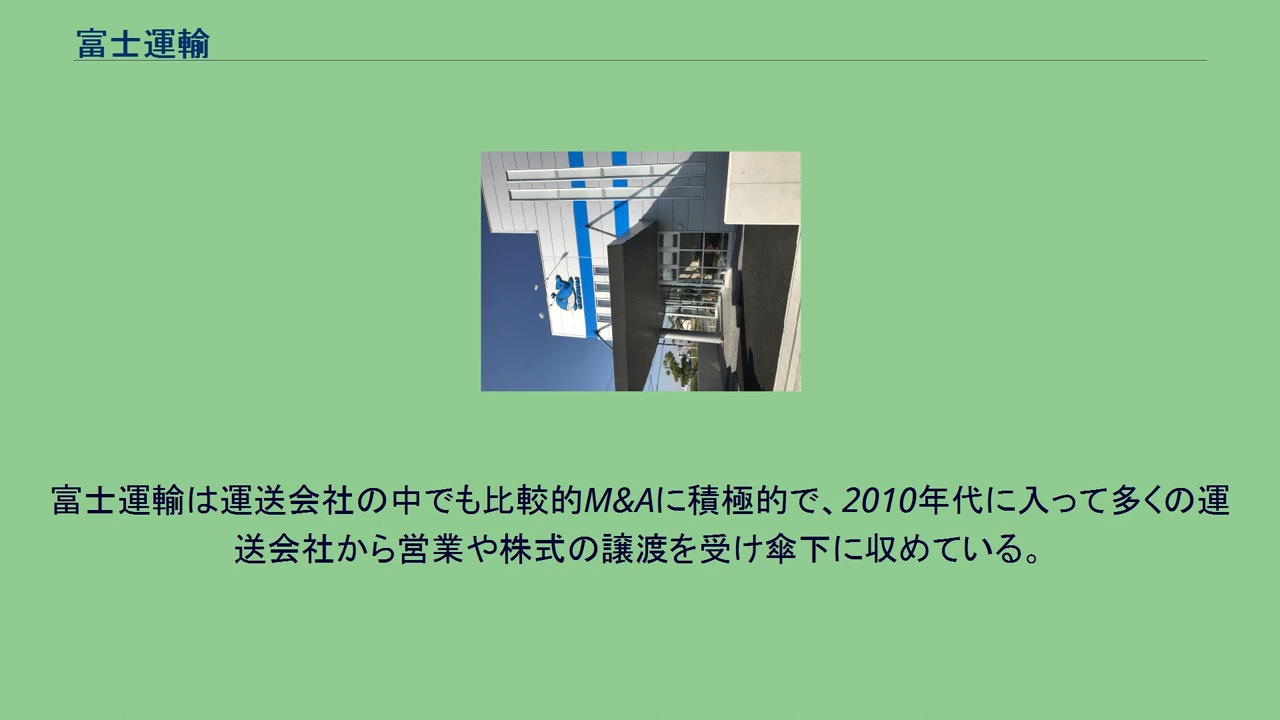 富士運輸
富士運輸は運送会社の中でも比較的M&Aに積極的で、2010年代に入って多くの運
送会社から営業や株式の譲渡を受け傘下に収めている。